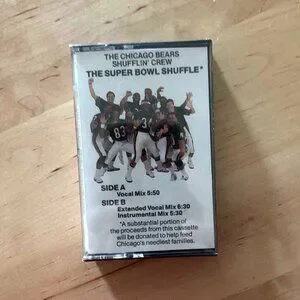 THE CHICAGO BEARS
SHUFFLIN' CREW
THE SUPER BOWL SHUFFLE*
83
SIDE A
Vocal Mix 5:50
SIDE B
Extended Vocal Mix 6:30
Instrumental Mix 5:30
*A substantial portion of
the proceeds from this cassette
will be donated to help feed
Chicago's neediest families.